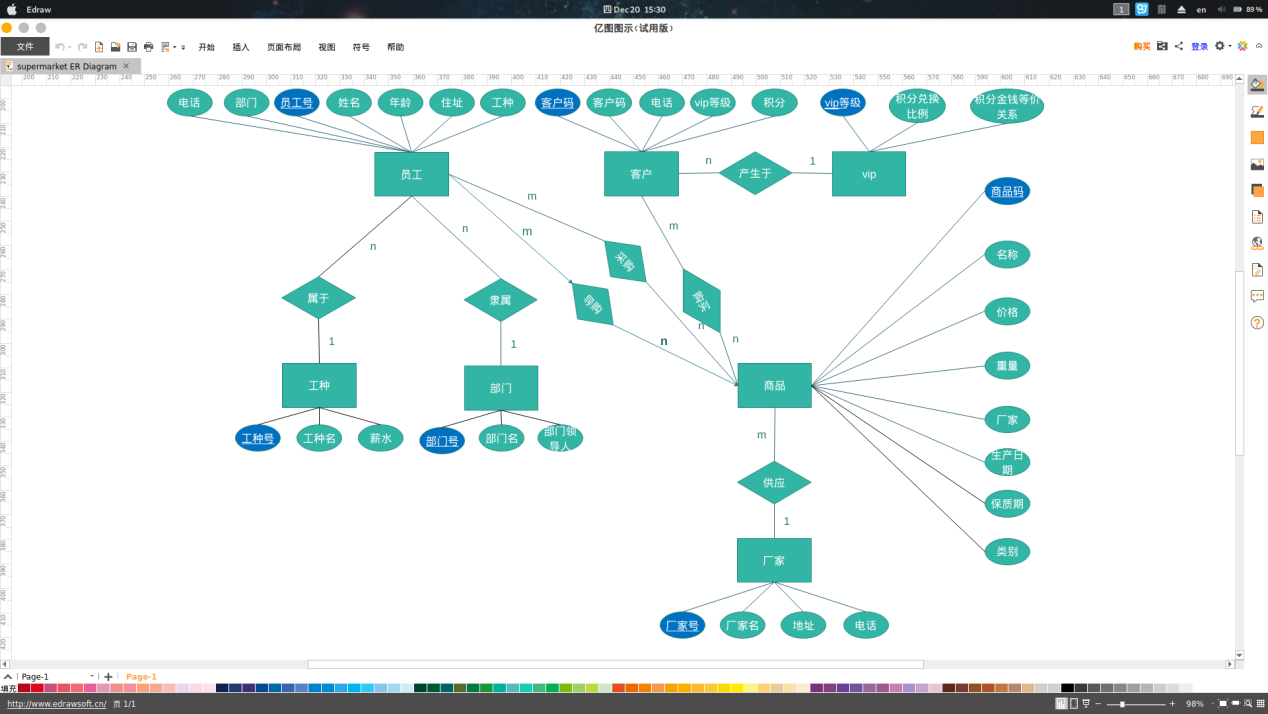 Edraw
四 Dec 20 15:30
1
en
89 %
亿图图示(试用版)
文件
开始 插入 页面布局 视图 符号 帮助
购买
登录
supermarket ER Diagram
电话 部门 员工号 姓名 年龄 住址 工种
客户码 客户码 电话 vip等级 积分
vip等级
积分兑换
比例
积分金钱等价
关系
员工
客户
n
产生于
1
vip
商品码
名称
价格
重量
厂家
生产日
期
保质期
类别
m
m
m
n
n
采购
导购
购买
n
n
n
属于
隶属
1
1
工种
部门
商品
工种号 工种名 薪水
部门号 部门名
部门领
导人
m
供应
1
厂家
厂家号 厂家名 地址 电话
Page-1
Page-1
填充
http://www.edrawsoft.cn/
页 1/1
98%